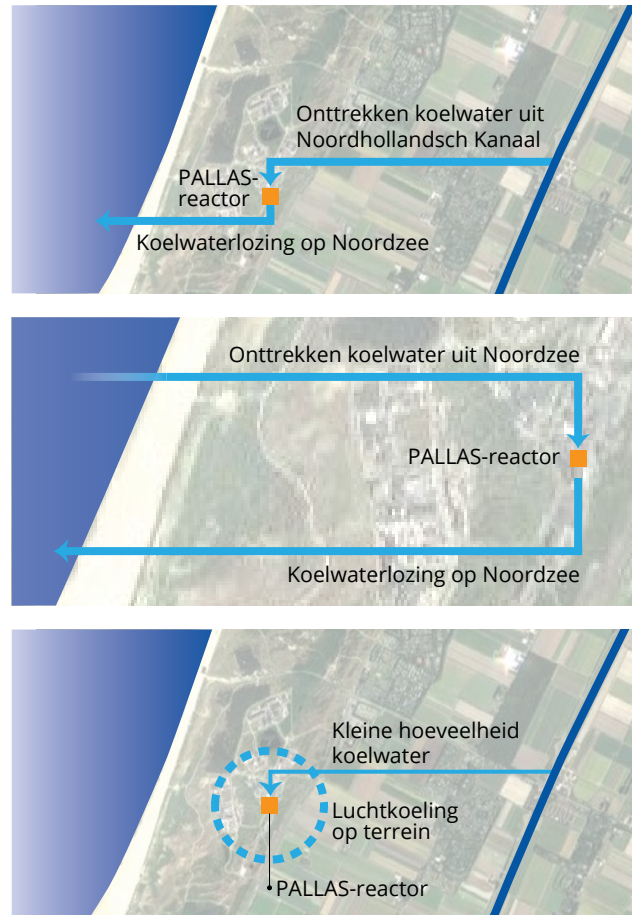 Onttrekken koelwater uit
Noordhollandsch Kanaal
PALLAS-
reactor
Koelwaterlozing op Noordzee
Onttrekken koelwater uit Noordzee
PALLAS-reactor
Koelwaterlozing op Noordzee
Kleine hoeveelheid
koelwater
Luchtkoeling
op terrein
PALLAS-reactor